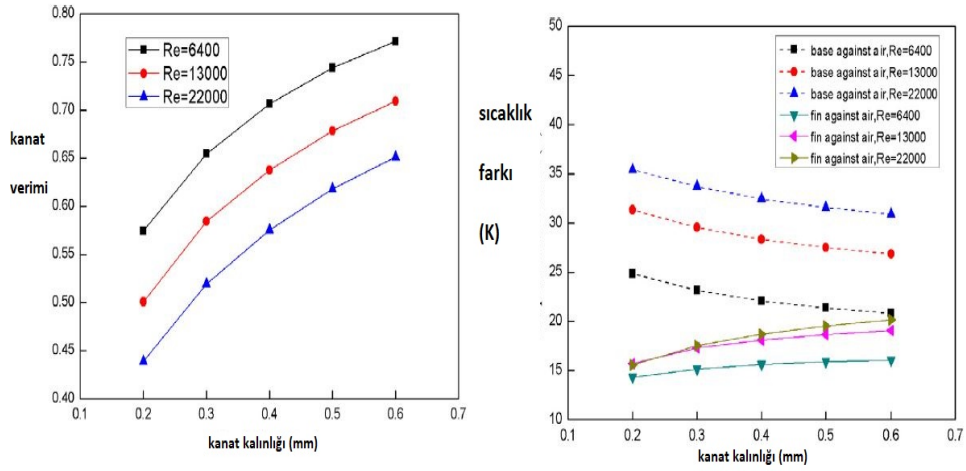 0.80
0.75
0.70
0.65
0.60
0.55
0.50
0.45
0.40
kanat
verimi
Re=6400
Re=13000
Re=22000
0.1 0.2 0.3 0.4 0.5 0.6 0.7
kanat kalınlığı (mm)
sıcaklık
farkı
(K)
50
45
40
35
30
25
20
15
10
base against air,Re=6400
base against air,Re=13000
base against air,Re=22000
fin against air,Re=6400
fin against air,Re=13000
fin against air,Re=22000
0.1 0.2 0.3 0.4 0.5 0.6 0.7
kanat kalınlığı (mm)